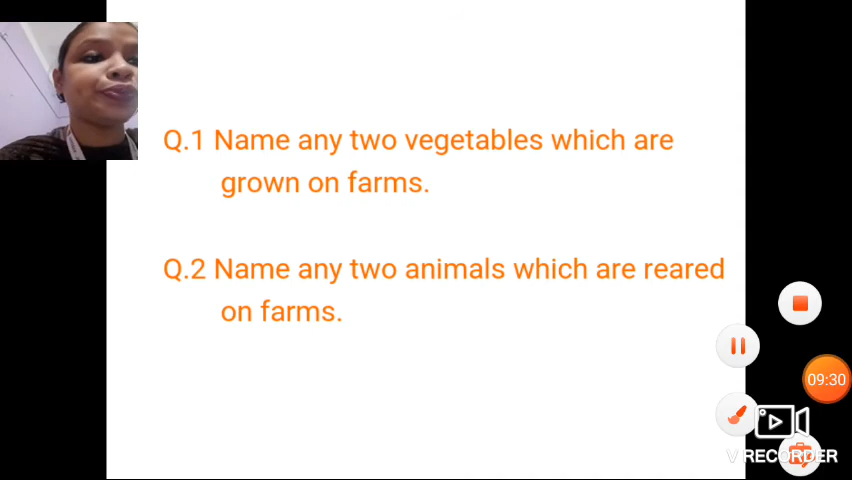 Q.1 Name any two vegetables which are
grown on farms.
Q.2 Name any two animals which are reared
on farms.
09:30
V RECORDER